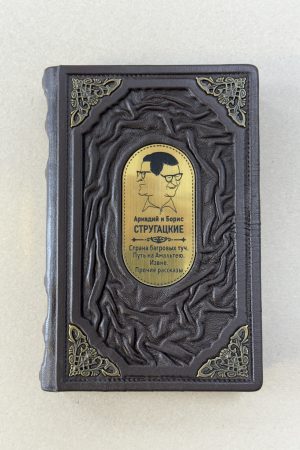 Аркадий и Борис
СТРУГАЦКИЕ
Страна багровых туч.
Путь на Амальтею.
Извне.
Прочие рассказы